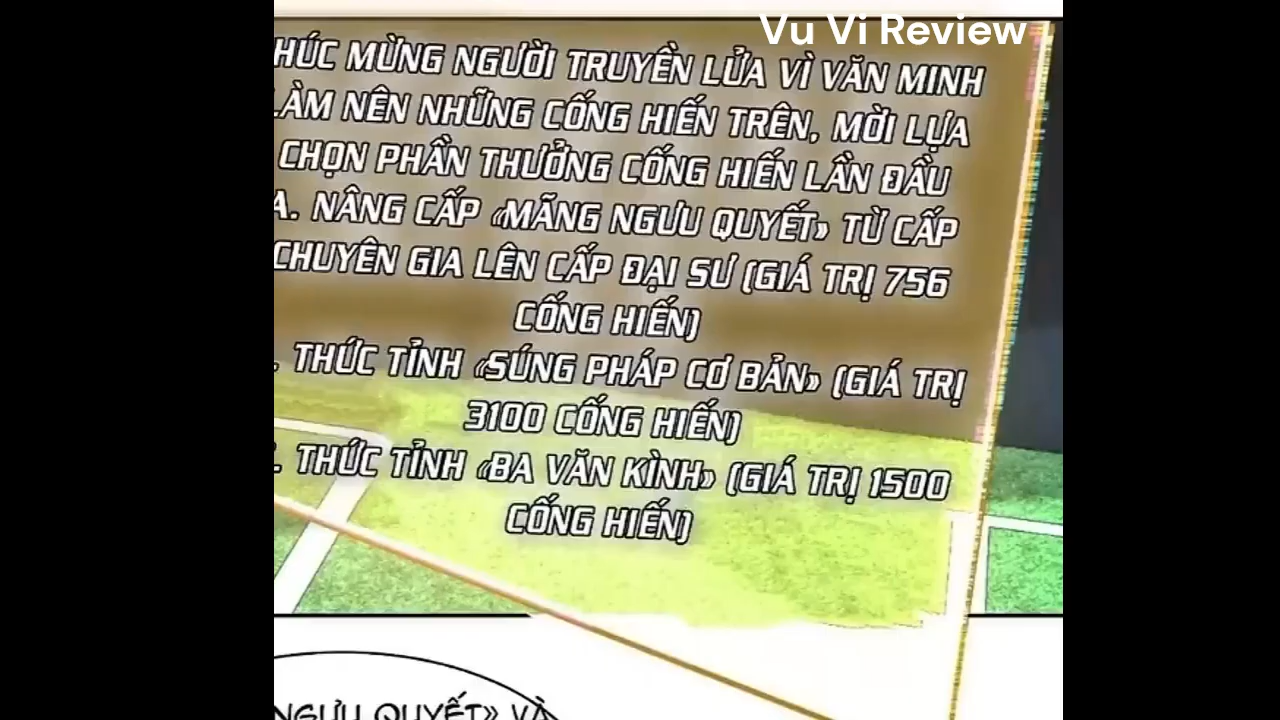 Vu Vi Review
HÚC MỪNG NGƯỜI TRUYỀN LỬA VÌ VĂN MINH
LÀM NÊN NHỮNG CỐNG HIẾN TRÊN, MỜI LỰA
CHỌN PHẦN THƯỞNG CỐNG HIẾN LẦN ĐẦU
A. NÂNG CẤP «MÃNG NGƯU QUYẾT» TỪ CẤP
CHUYÊN GIA LÊN CẤP ĐẠI SƯ (GIÁ TRỊ 756
CỐNG HIẾN)
. THỨC TỈNH «SÚNG PHÁP CƠ BẢN» (GIÁ TRỊ
3100 CỐNG HIẾN)
. THỨC TỈNH «BA VĂN KÌNH» (GIÁ TRỊ 1500
CỐNG HIẾN)
NGƯU QUYẾT» VÀ